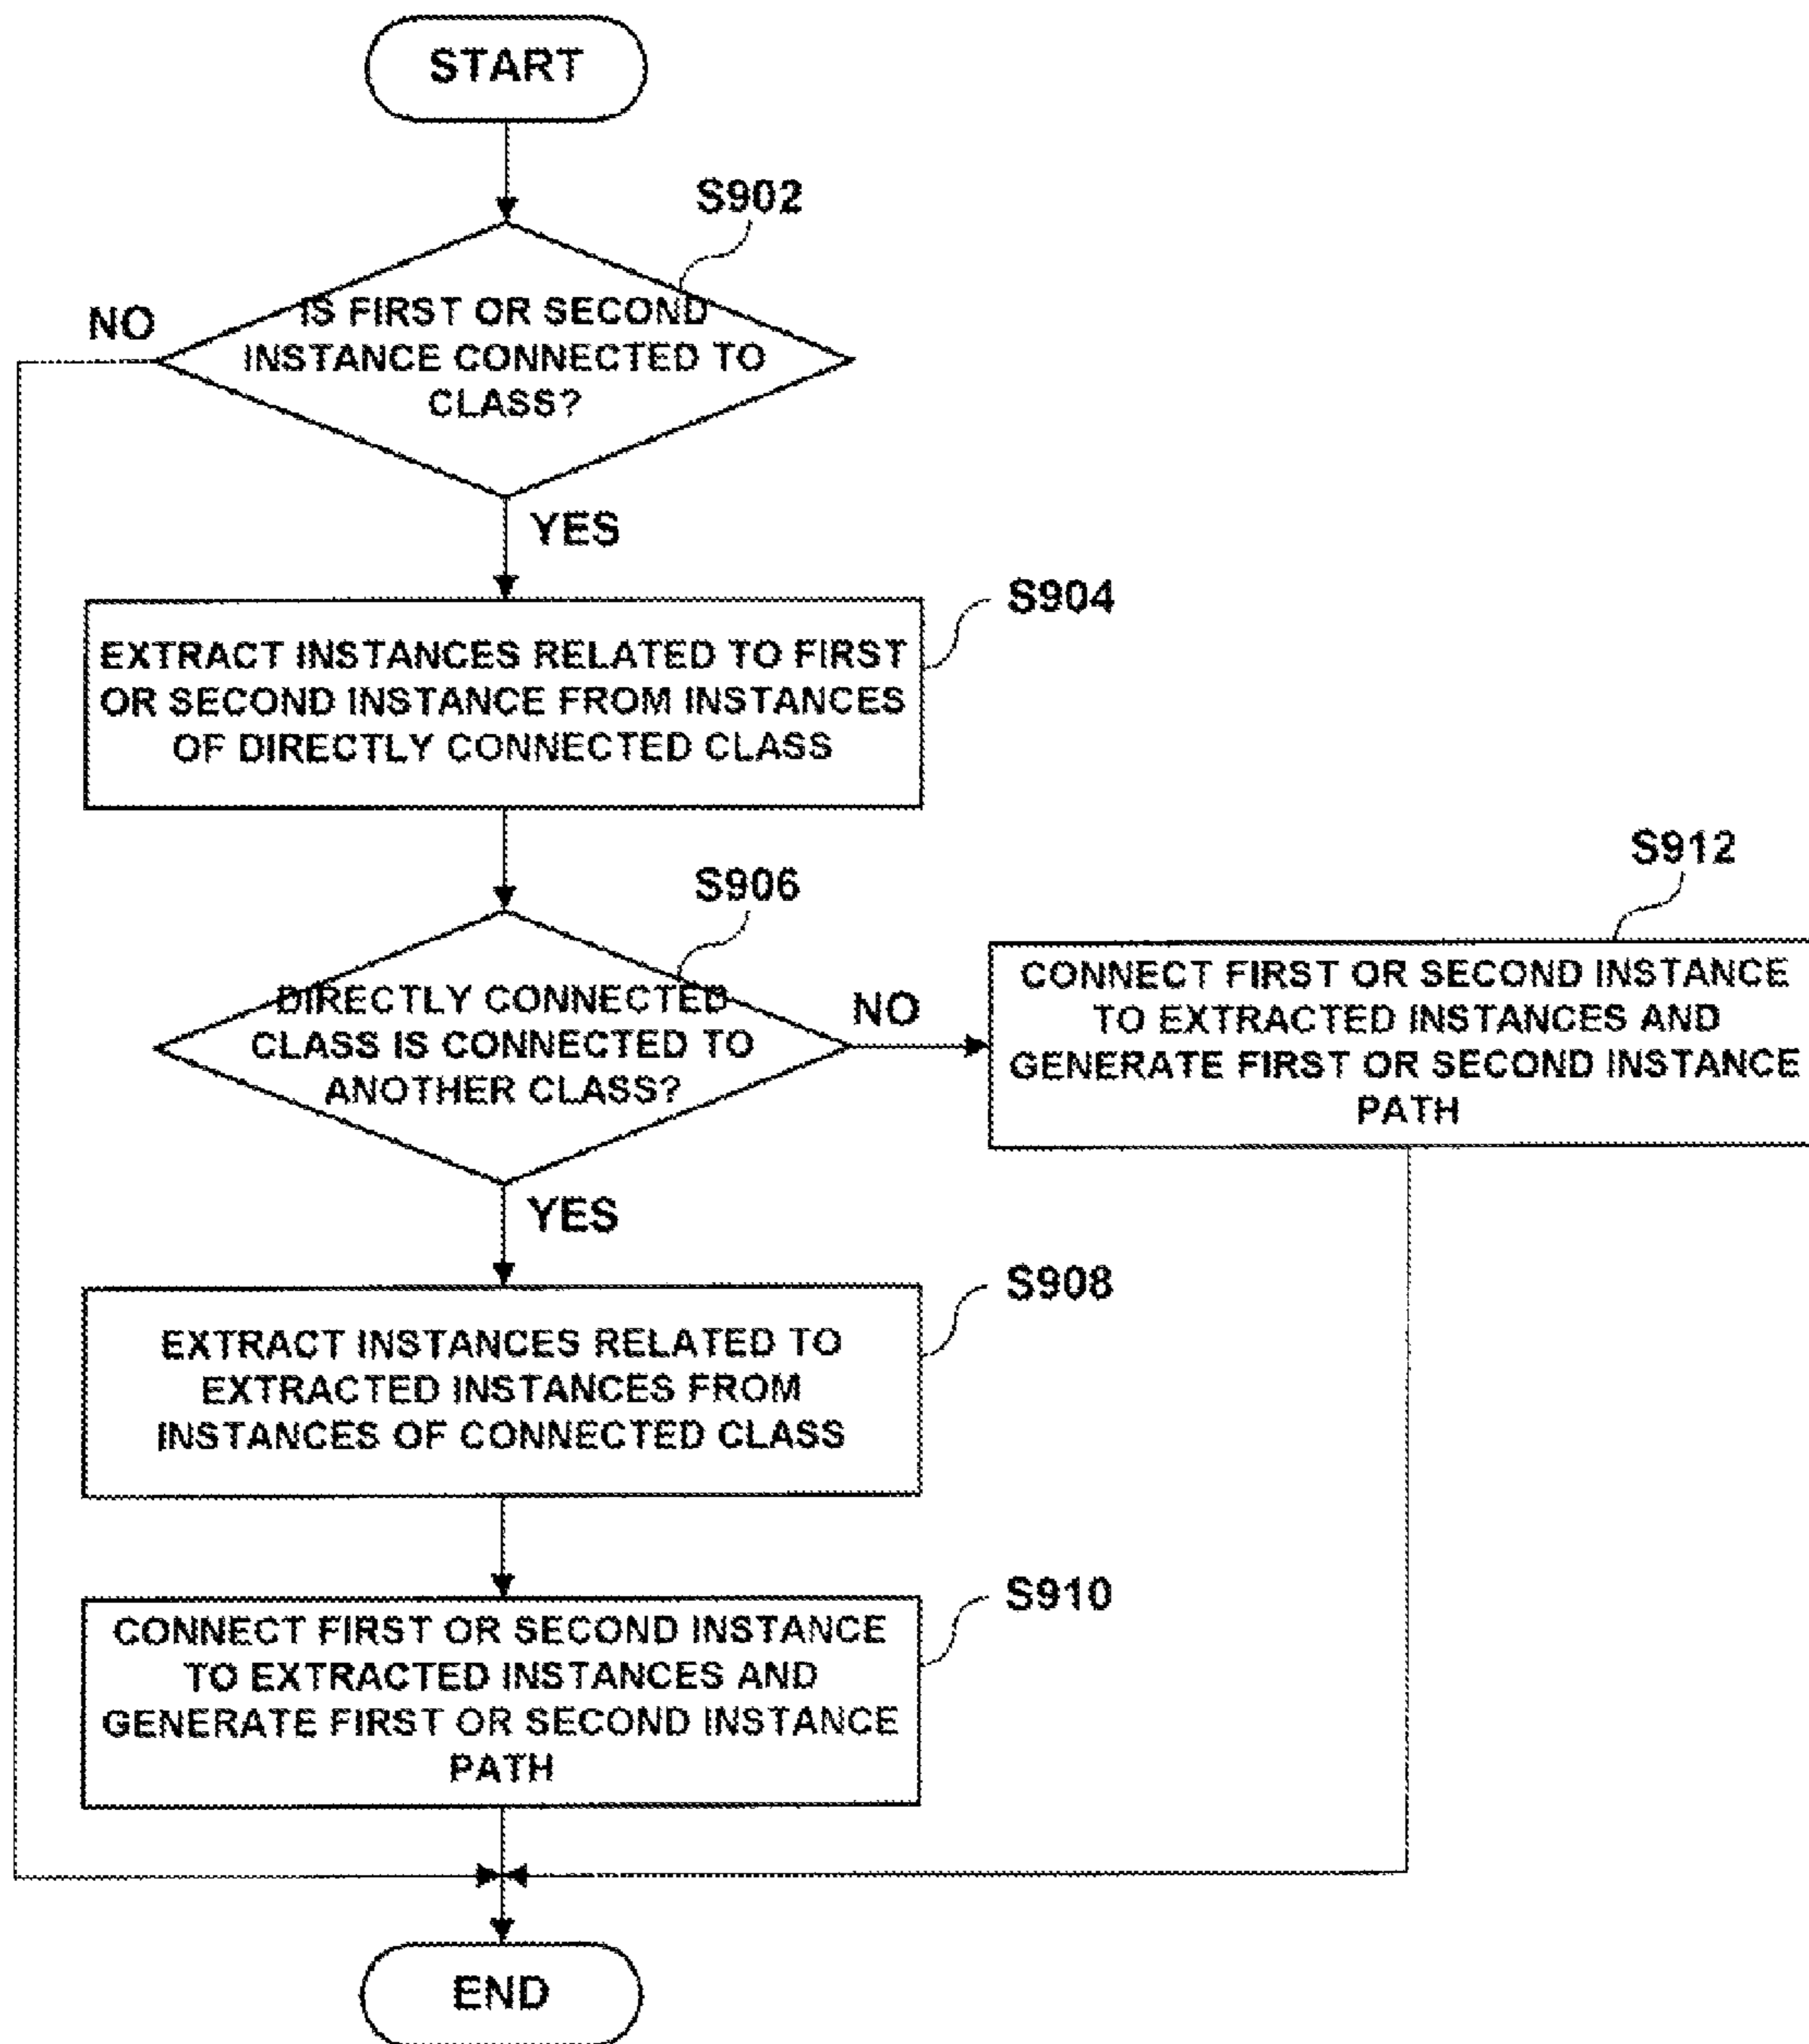 START
S902
NO
IS FIRST OR SECOND
INSTANCE CONNECTED TO
CLASS?
YES
S904
EXTRACT INSTANCES RELATED TO FIRST
OR SECOND INSTANCE FROM INSTANCES
OF DIRECTLY CONNECTED CLASS
S906
DIRECTLY CONNECTED
CLASS IS CONNECTED TO
ANOTHER CLASS?
NO
S912
CONNECT FIRST OR SECOND INSTANCE
TO EXTRACTED INSTANCES AND
GENERATE FIRST OR SECOND INSTANCE
PATH
YES
S908
EXTRACT INSTANCES RELATED TO
EXTRACTED INSTANCES FROM
INSTANCES OF CONNECTED CLASS
S910
CONNECT FIRST OR SECOND INSTANCE
TO EXTRACTED INSTANCES AND
GENERATE FIRST OR SECOND INSTANCE
PATH
END